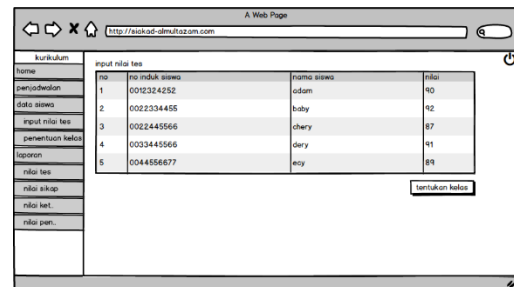 A Web Page
http://siakad-almultazam.com
kurikulum
home
penjadwalan
data siswa
input nilai tes
penentuan kelas
laporan
nilai tes
nilai sikap
nilai ket..
nilai pen..
input nilai tes
no no induk siswa nama siswa nilai
1 0012324252 adam 90
2 0022334455 baby 92
3 0022445566 chery 87
4 0033445566 dery 91
5 0044556677 eay 89
tentukan kelas